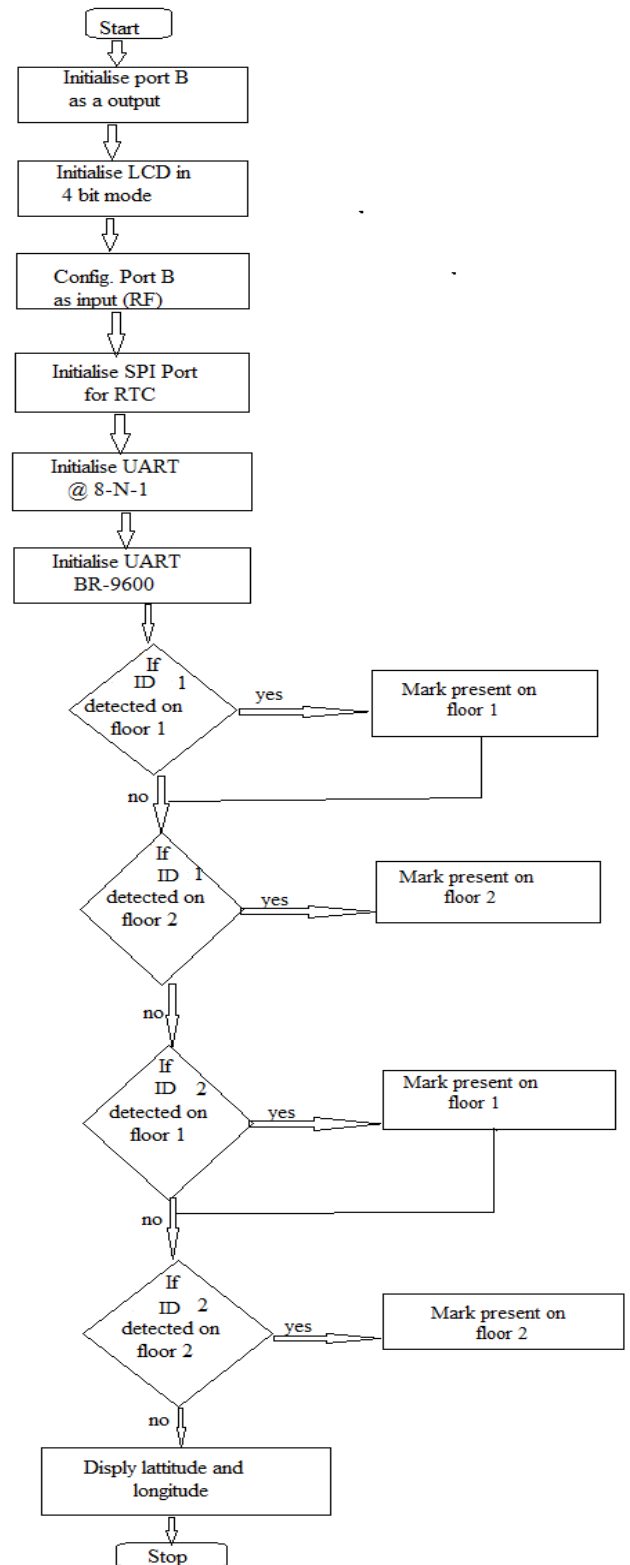 Start
Initialise port B
as a output
Initialise LCD in
4 bit mode
Config. Port B
as input (RF)
Initialise SPI Port
for RTC
Initialise UART
@ 8-N-1
Initialise UART
BR-9600
If
ID 1
detected on
floor 1
yes
Mark present on
floor 1
no
If
ID 1
detected on
floor 2
yes
Mark present on
floor 2
no
If
ID 2
detected on
floor 1
yes
Mark present on
floor 1
no
If
ID 2
detected on
floor 2
yes
Mark present on
floor 2
no
Disply lattitude and
longitude
Stop